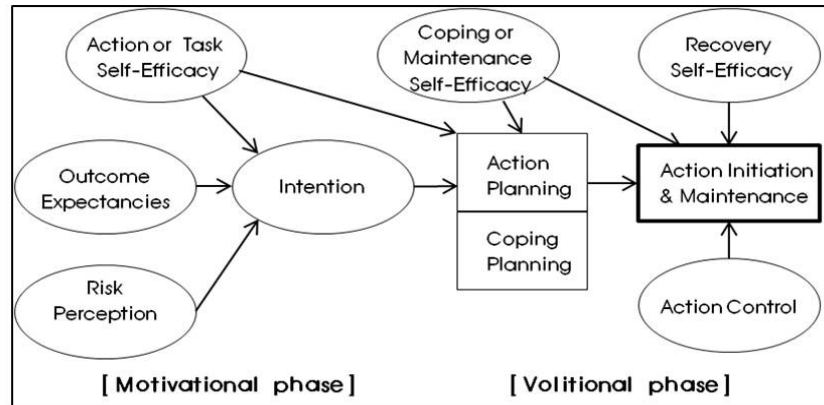 Action or Task
Self-Efficacy
Coping or
Maintenance
Self-Efficacy
Recovery
Self-Efficacy
Outcome
Expectancies
Intention
Action
Planning
Action Initiation
& Maintenance
Coping
Planning
Risk
Perception
Action Control
[ Motivational phase ]
[ Volitional phase ]